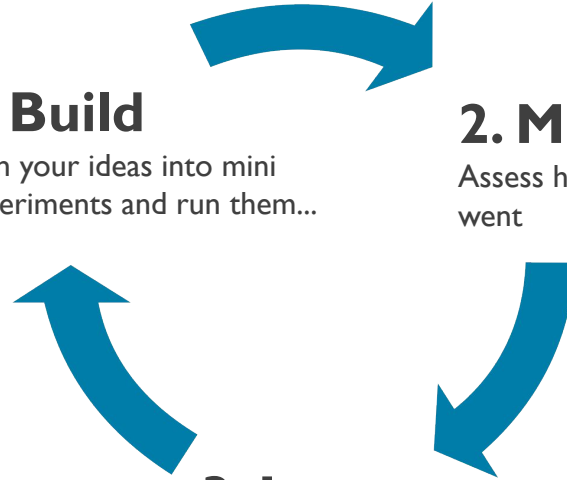 Build
your ideas into mini
eriments and run them...
2. M
Assess h
went